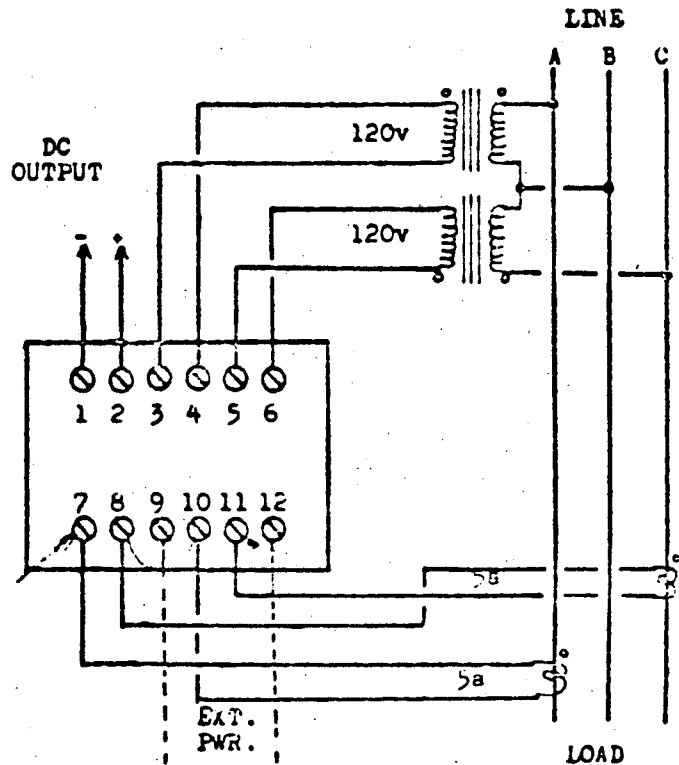 LINE
A B C
120v
DC
OUTPUT
120v
- +
1 2 3 4 5 6
7 8 9 10 11 12
5a
5a
EXT.
PWR.
LOAD